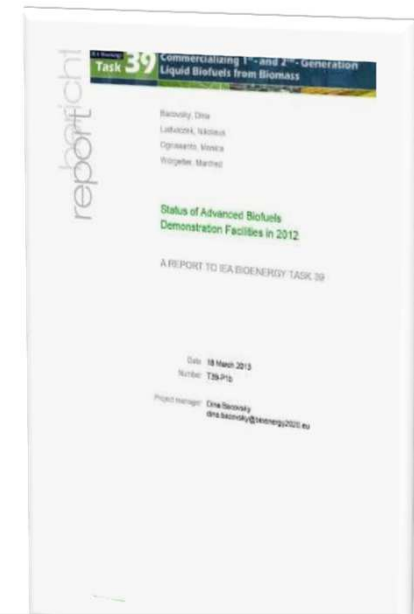 IEA Bioenergy
Task 39
Commercializing 1st- and 2nd- Generation
Liquid Biofuels from Biomass
bericht
report
Bacovsky, Dina
Ludwiczek, Nikolaus
Ognissanto, Monica
Wörgetter, Manfred
Status of Advanced Biofuels
Demonstration Facilities in 2012
A REPORT TO IEA BIOENERGY TASK 39
Date 18 March 2013
Number T39-P1b
Project manager Dina Bacovsky
dina.bacovsky@bioenergy2020.eu